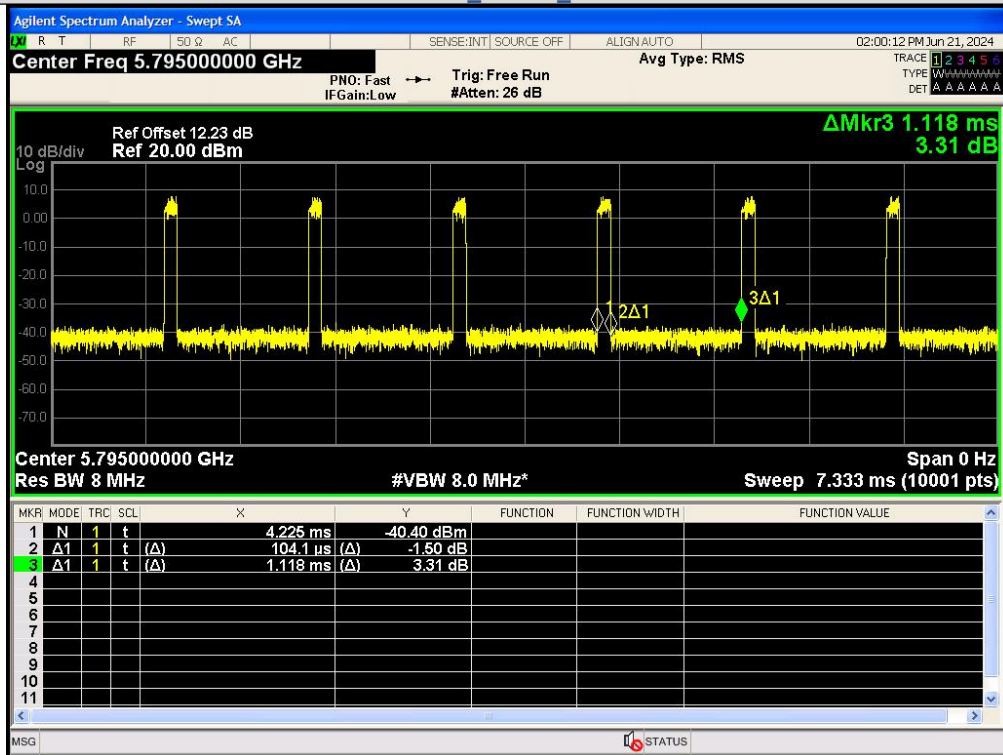 Agilent Spectrum Analyzer - Swept SA
LXI R T RF 50 Ω AC SENSE:INT SOURCE OFF ALIGN AUTO 02:00:12 PM Jun 21, 2024
Center Freq 5.795000000 GHz Avg Type: RMS TRACE 1 2 3 4 5 6
PNO: Fast Trig: Free Run TYPE W
IFGain:Low #Atten: 26 dB DET A A A A A A
ΔMkr3 1.118 ms
3.31 dB
Ref Offset 12.23 dB
10 dB/div Ref 20.00 dBm
Log
10.0
0.00
-10.0
-20.0
-30.0
-40.0
-50.0
-60.0
-70.0
1
2Δ1
3Δ1
Center 5.795000000 GHz Span 0 Hz
Res BW 8 MHz #VBW 8.0 MHz* Sweep 7.333 ms (10001 pts)
MKR MODE TRC SCL X Y FUNCTION FUNCTION WIDTH FUNCTION VALUE
1 N 1 t 4.225 ms -40.40 dBm
2 Δ1 1 t (Δ) 104.1 µs (Δ) -1.50 dB
3 Δ1 1 t (Δ) 1.118 ms (Δ) 3.31 dB
4
5
6
7
8
9
10
11
MSG STATUS